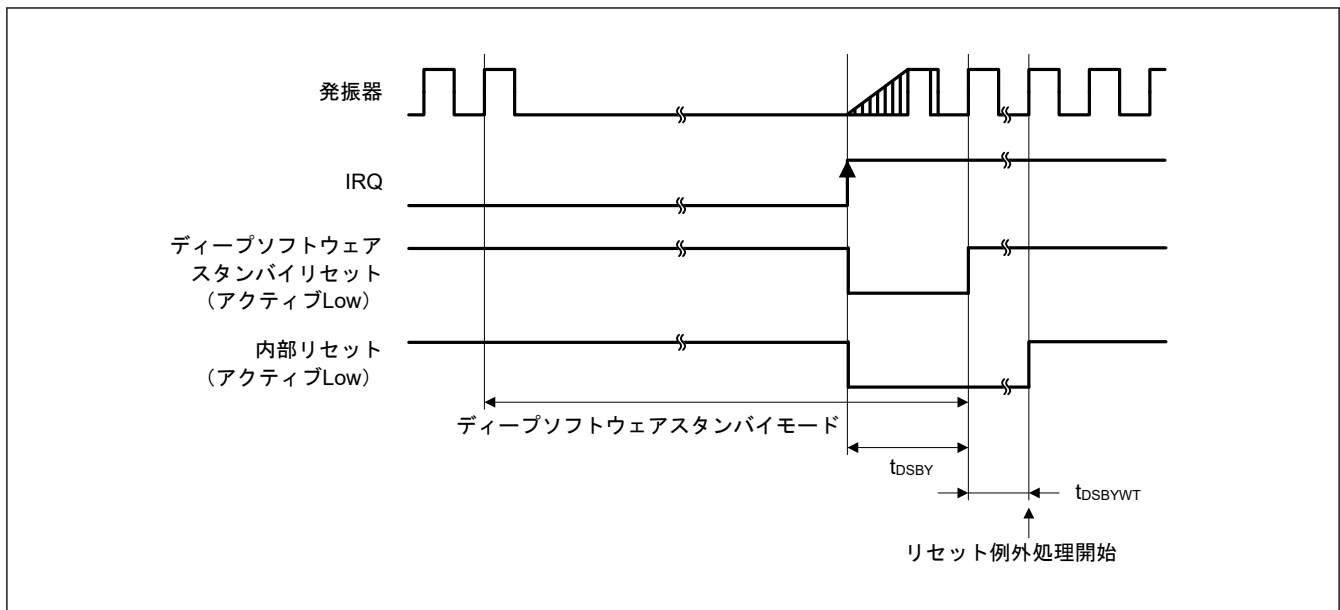 発振器
IRQ
ディープソフトウェア
スタンバイリセット
（アクティブLow）
内部リセット
（アクティブLow）
ディープソフトウェアスタンバイモード
tDSBY
tDSBYWT
リセット例外処理開始